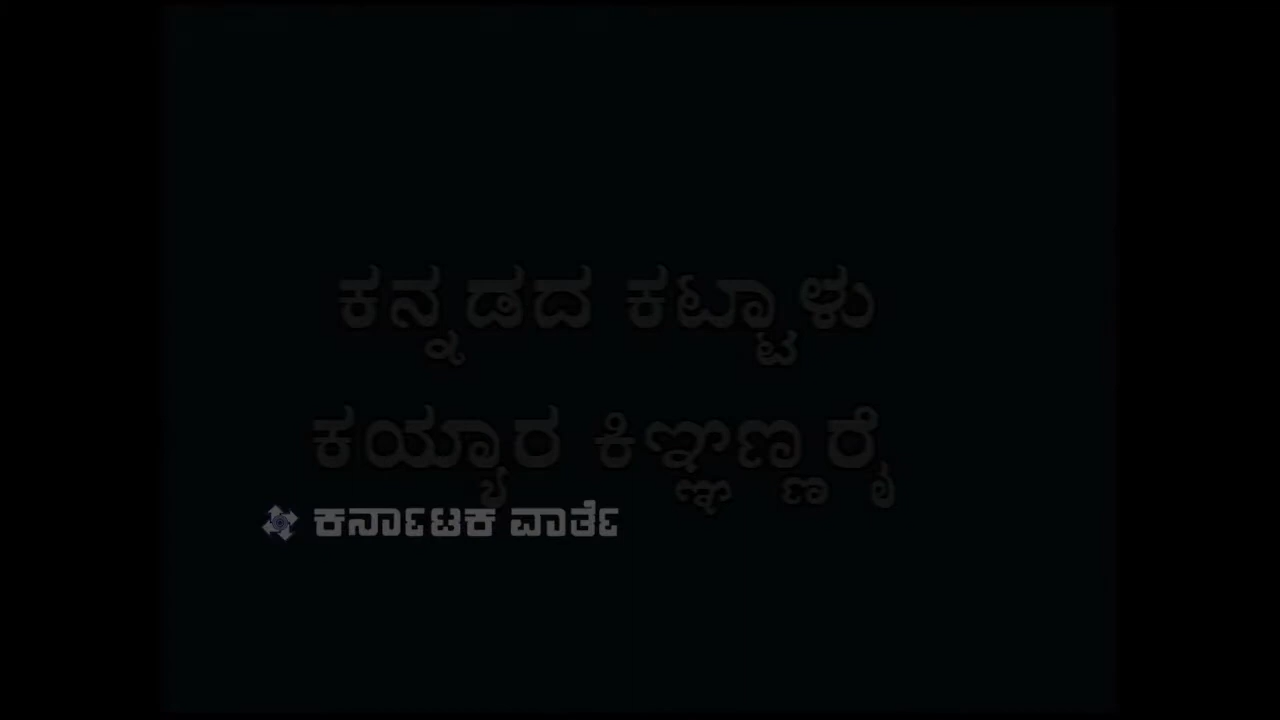 ಕನ್ನಡದ ಕಟ್ಟಾಳು
ಕಯ್ಯಾರ ಕಿಞ್ಞಣ್ಣ ರೈ
ಕರ್ನಾಟಕ ವಾರ್ತೆ